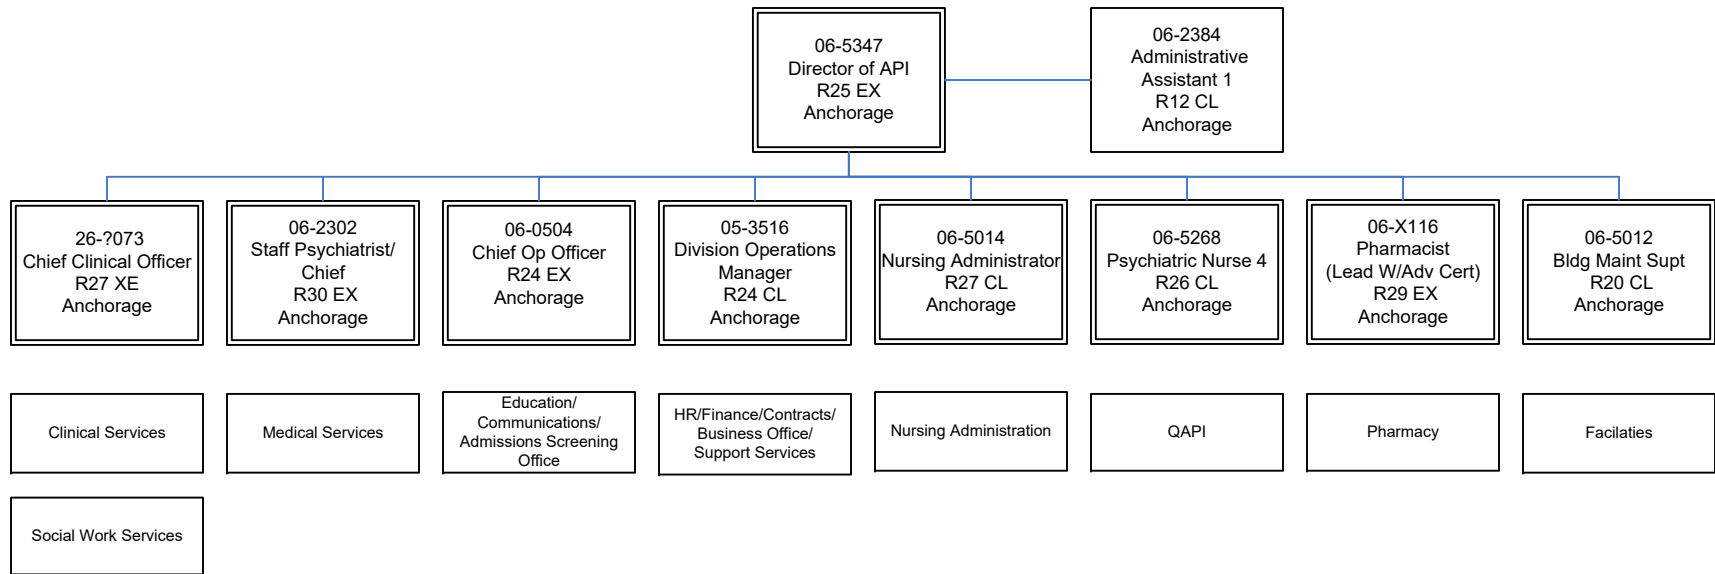 06-5347
Director of API
R25 EX
Anchorage
06-2384
Administrative
Assistant 1
R12 CL
Anchorage
26-?073
Chief Clinical Officer
R27 XE
Anchorage
06-2302
Staff Psychiatrist/
Chief
R30 EX
Anchorage
06-0504
Chief Op Officer
R24 EX
Anchorage
05-3516
Division Operations
Manager
R24 CL
Anchorage
06-5014
Nursing Administrator
R27 CL
Anchorage
06-5268
Psychiatric Nurse 4
R26 CL
Anchorage
06-X116
Pharmacist
(Lead W/Adv Cert)
R29 EX
Anchorage
06-5012
Bldg Maint Supt
R20 CL
Anchorage
Clinical Services
Medical Services
Education/
Communications/
Admissions Screening
Office
HR/Finance/Contracts/
Business Office/
Support Services
Nursing Administration
QAPI
Pharmacy
Facilaties
Social Work Services